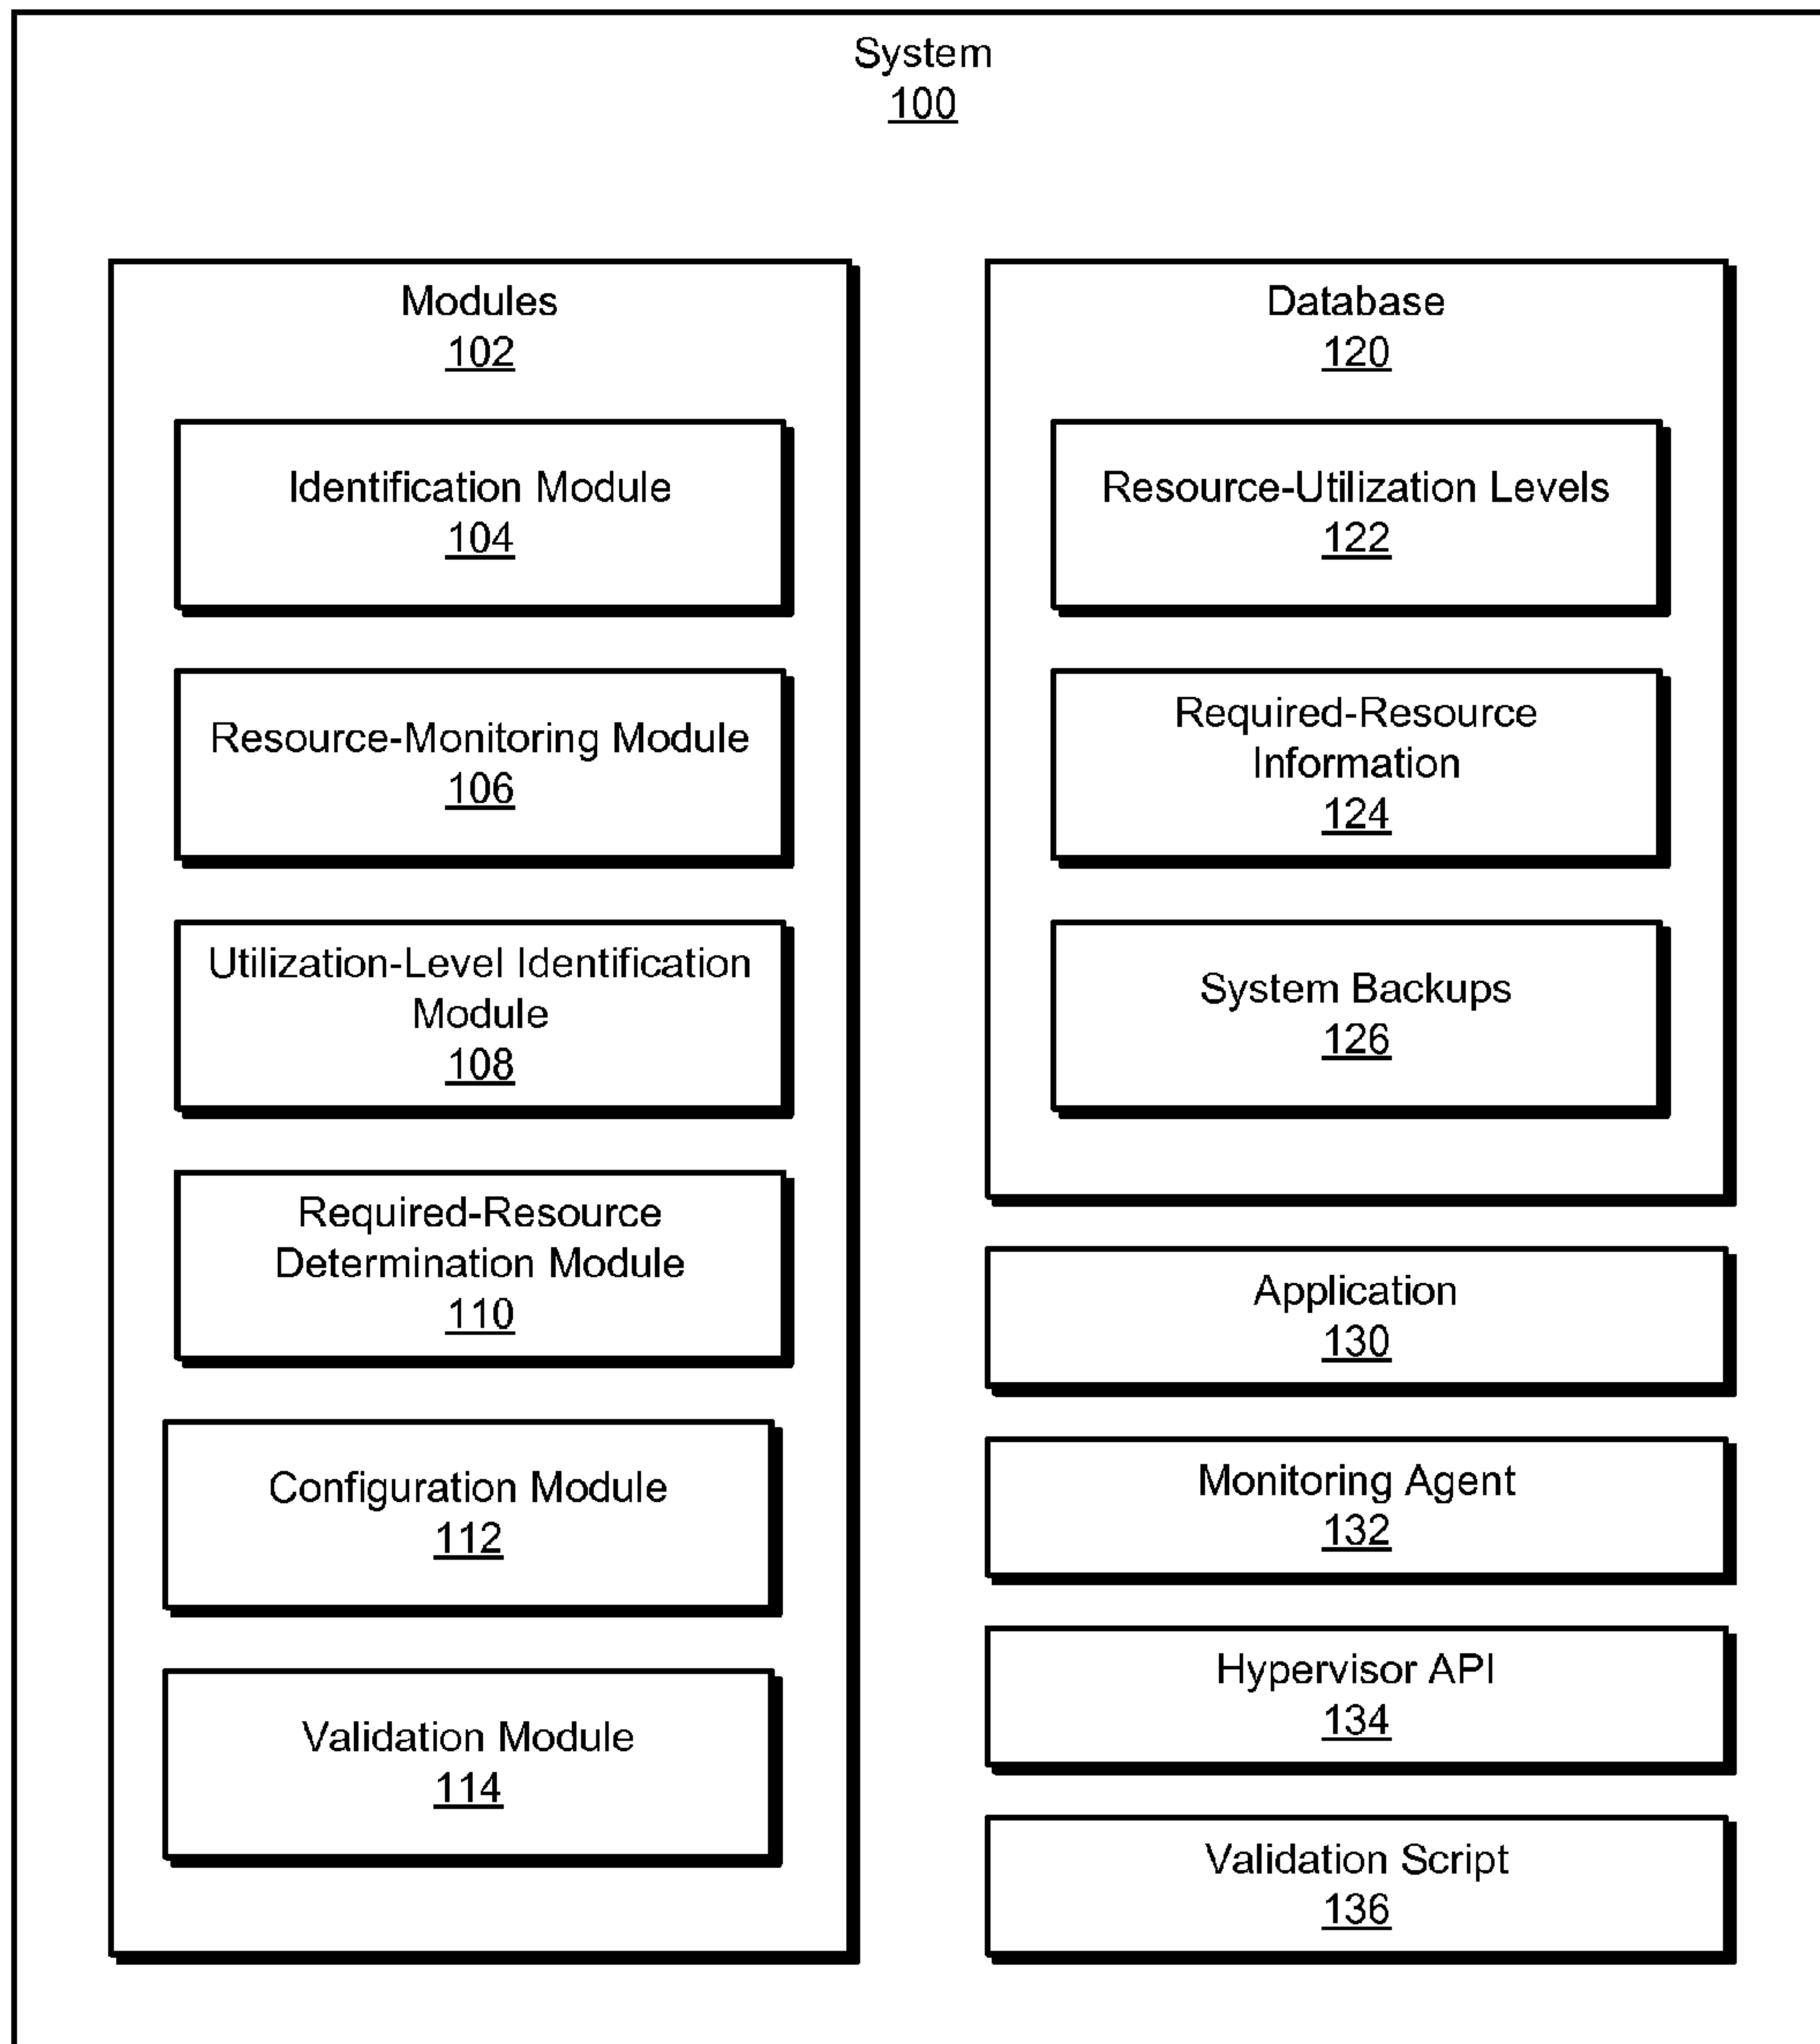 System
100
Modules
102
Identification Module
104
Resource-Monitoring Module
106
Utilization-Level Identification
Module
108
Required-Resource
Determination Module
110
Configuration Module
112
Validation Module
114
Database
120
Resource-Utilization Levels
122
Required-Resource
Information
124
System Backups
126
Application
130
Monitoring Agent
132
Hypervisor API
134
Validation Script
136